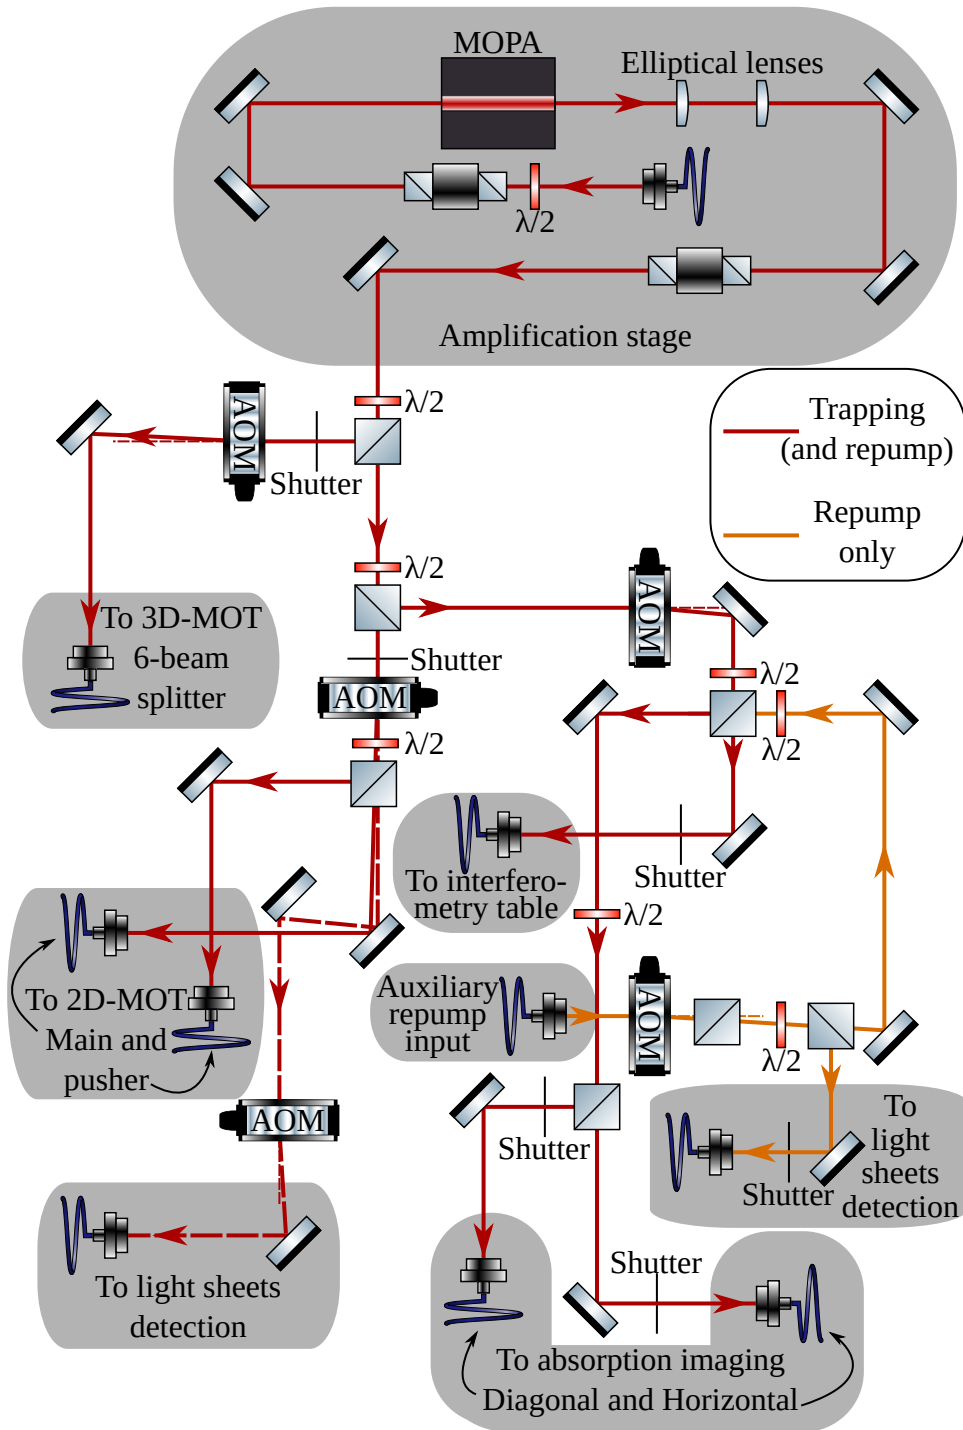 MOPA
Elliptical lenses
λ/2
Amplification stage
λ/2
AOM
Shutter
Trapping
(and repump)
Repump
only
λ/2
To 3D-MOT
6-beam
splitter
Shutter
AOM
AOM
λ/2
λ/2
λ/2
Shutter
To interfero-
metry table
λ/2
To 2D-MOT
Main and
pusher
Auxiliary
repump
input
AOM
λ/2
AOM
Shutter
To
light
sheets
detection
Shutter
To light sheets
detection
Shutter
To absorption imaging
Diagonal and Horizontal